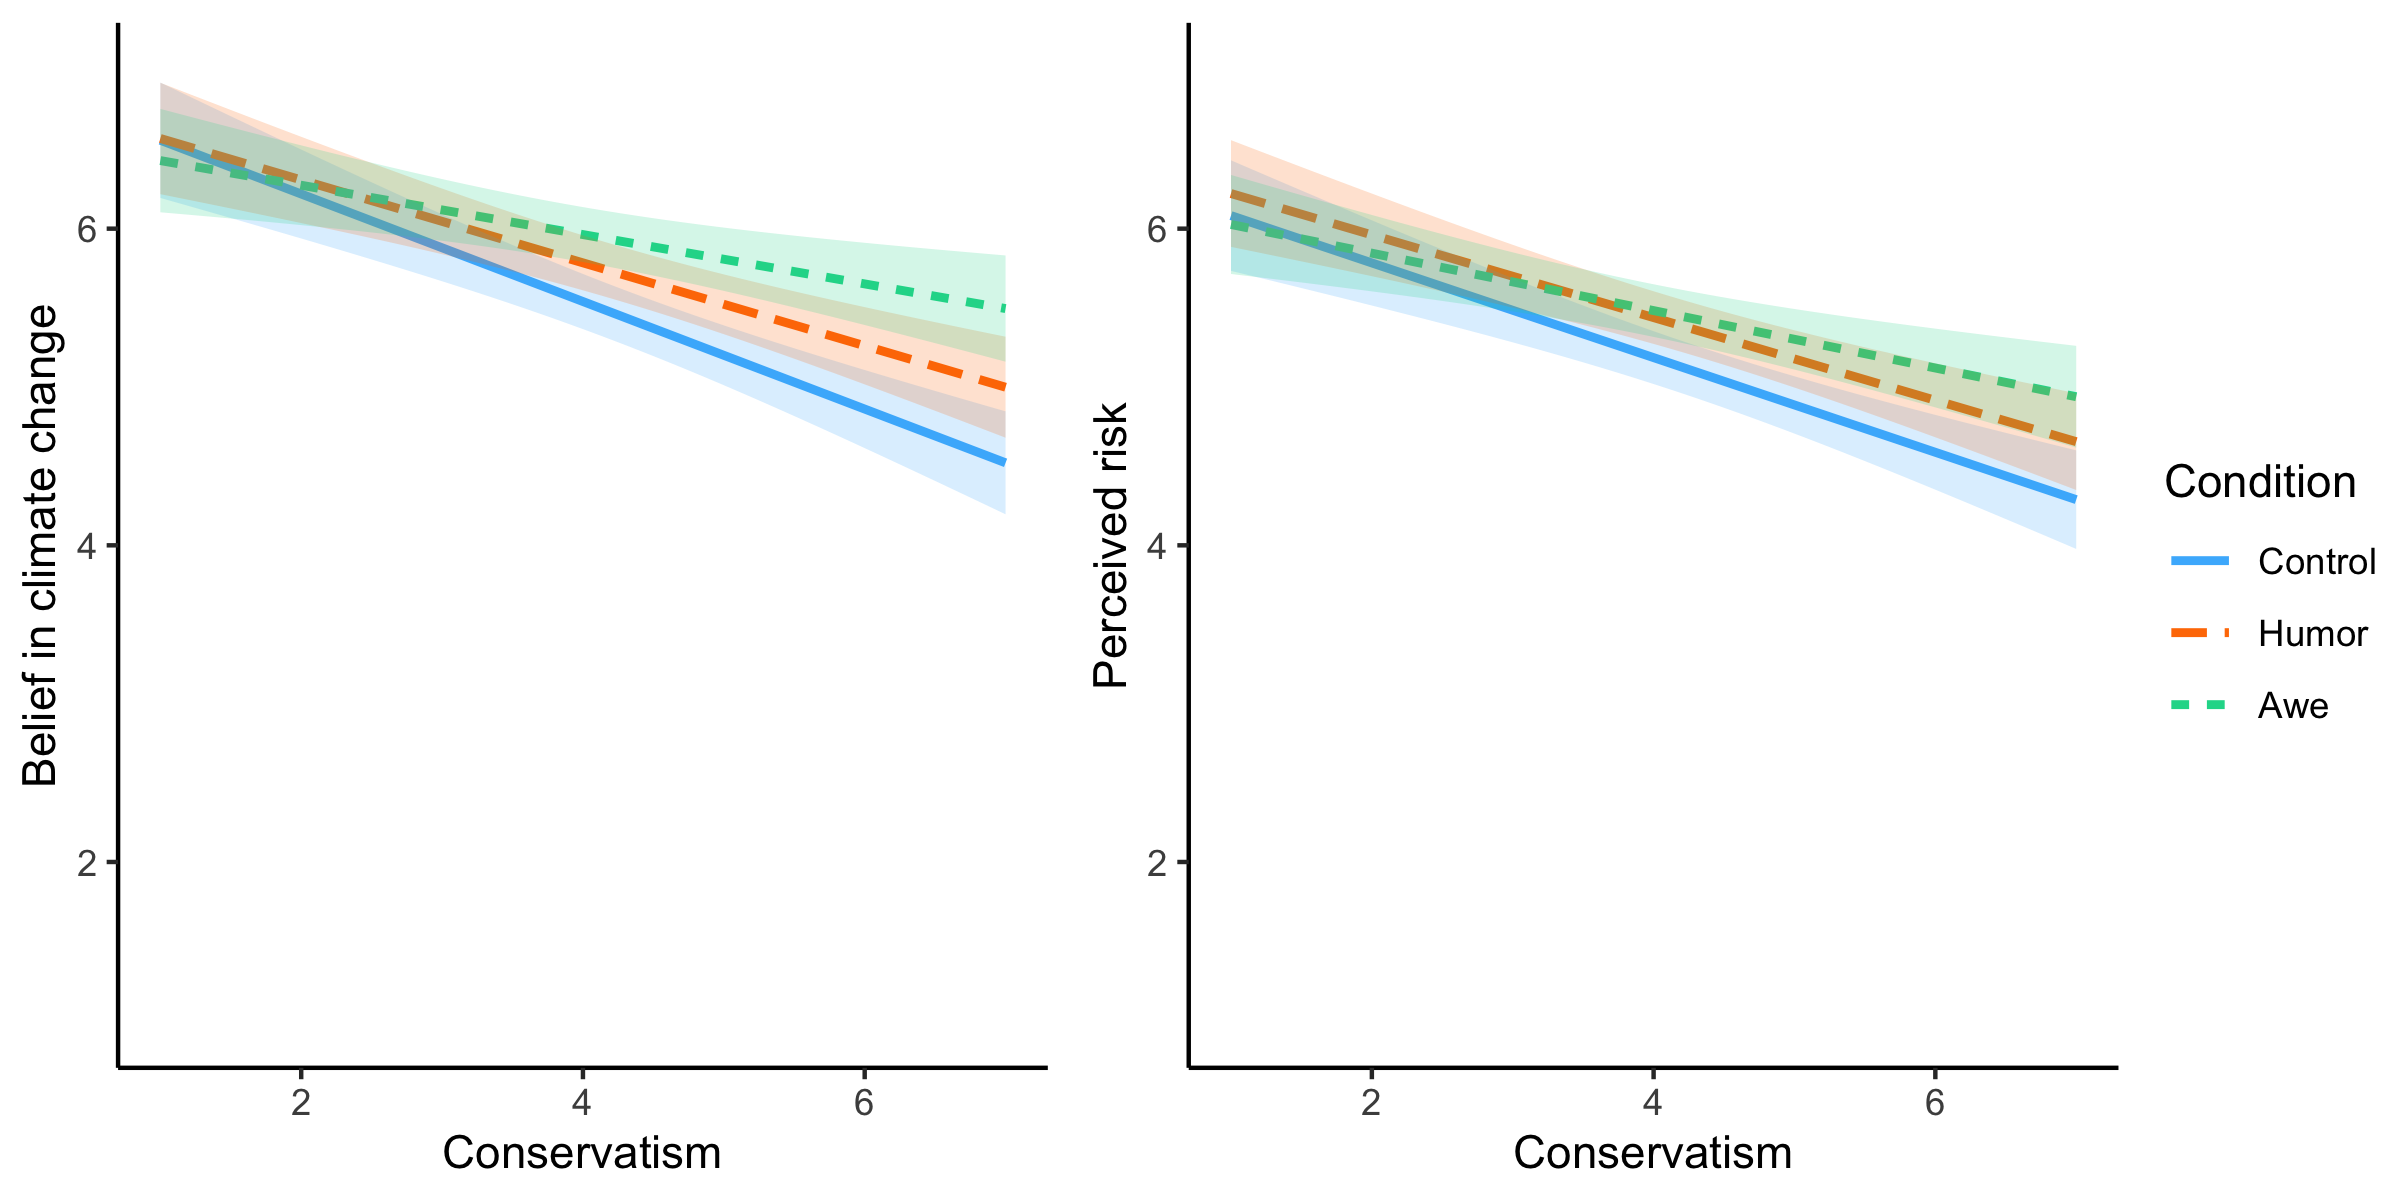 Belief in climate change
6
4
2
2 4 6
Conservatism
Perceived risk
6
4
2
2 4 6
Conservatism
Condition
Control
Humor
Awe